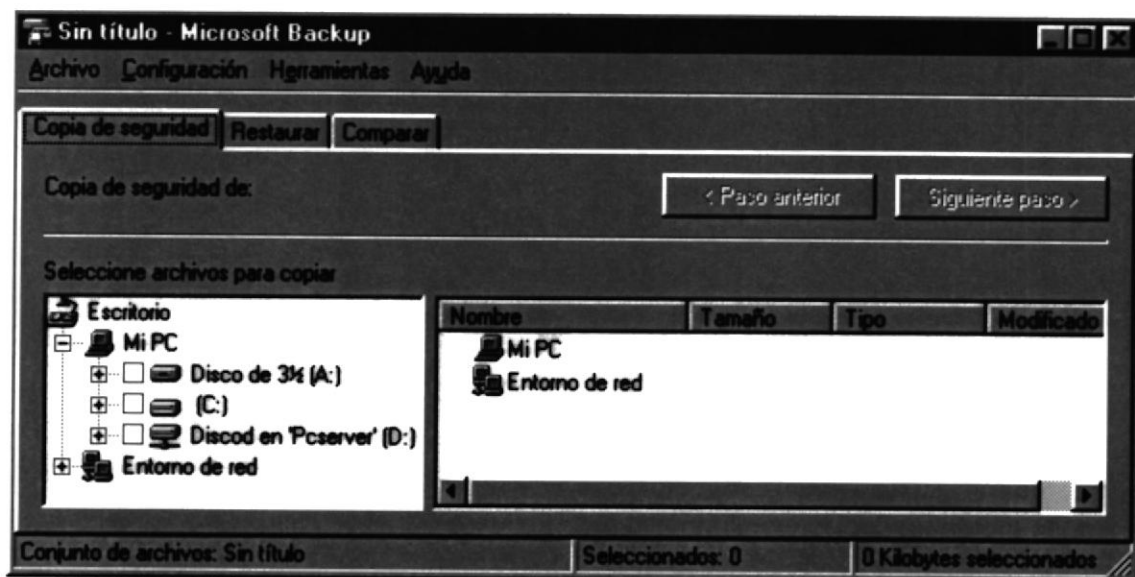 Sin título - Microsoft Backup
Archivo Configuración Herramientas Ayuda
Copia de seguridad Restaurar Comparar
Copia de seguridad de:
< Paso anterior Siguiente paso >
Seleccione archivos para copiar
Escritorio
Mi PC
Disco de 3½ (A:)
(C:)
Discod en 'Pcserver' (D:)
Entorno de red
Nombre Tamaño Tipo Modificado
Mi PC
Entorno de red
Conjunto de archivos: Sin título Seleccionados: 0 0 Kilobytes seleccionados